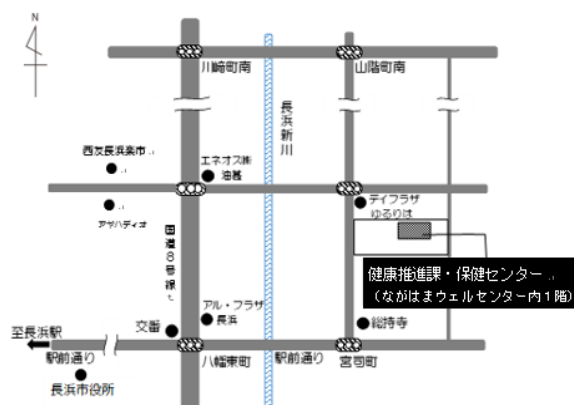 N
川崎町南
山階町南
長浜新川
西友長浜楽市
エネオス㈱
油甚
アヤハディオ
デイプラザ
ゆるりは
国道8号線
健康推進課・保健センター
（ながはまウェルセンター内1階）
アル・プラザ
長浜
交番
総持寺
至長浜駅
駅前通り
八幡東町
駅前通り
宮司町
長浜市役所